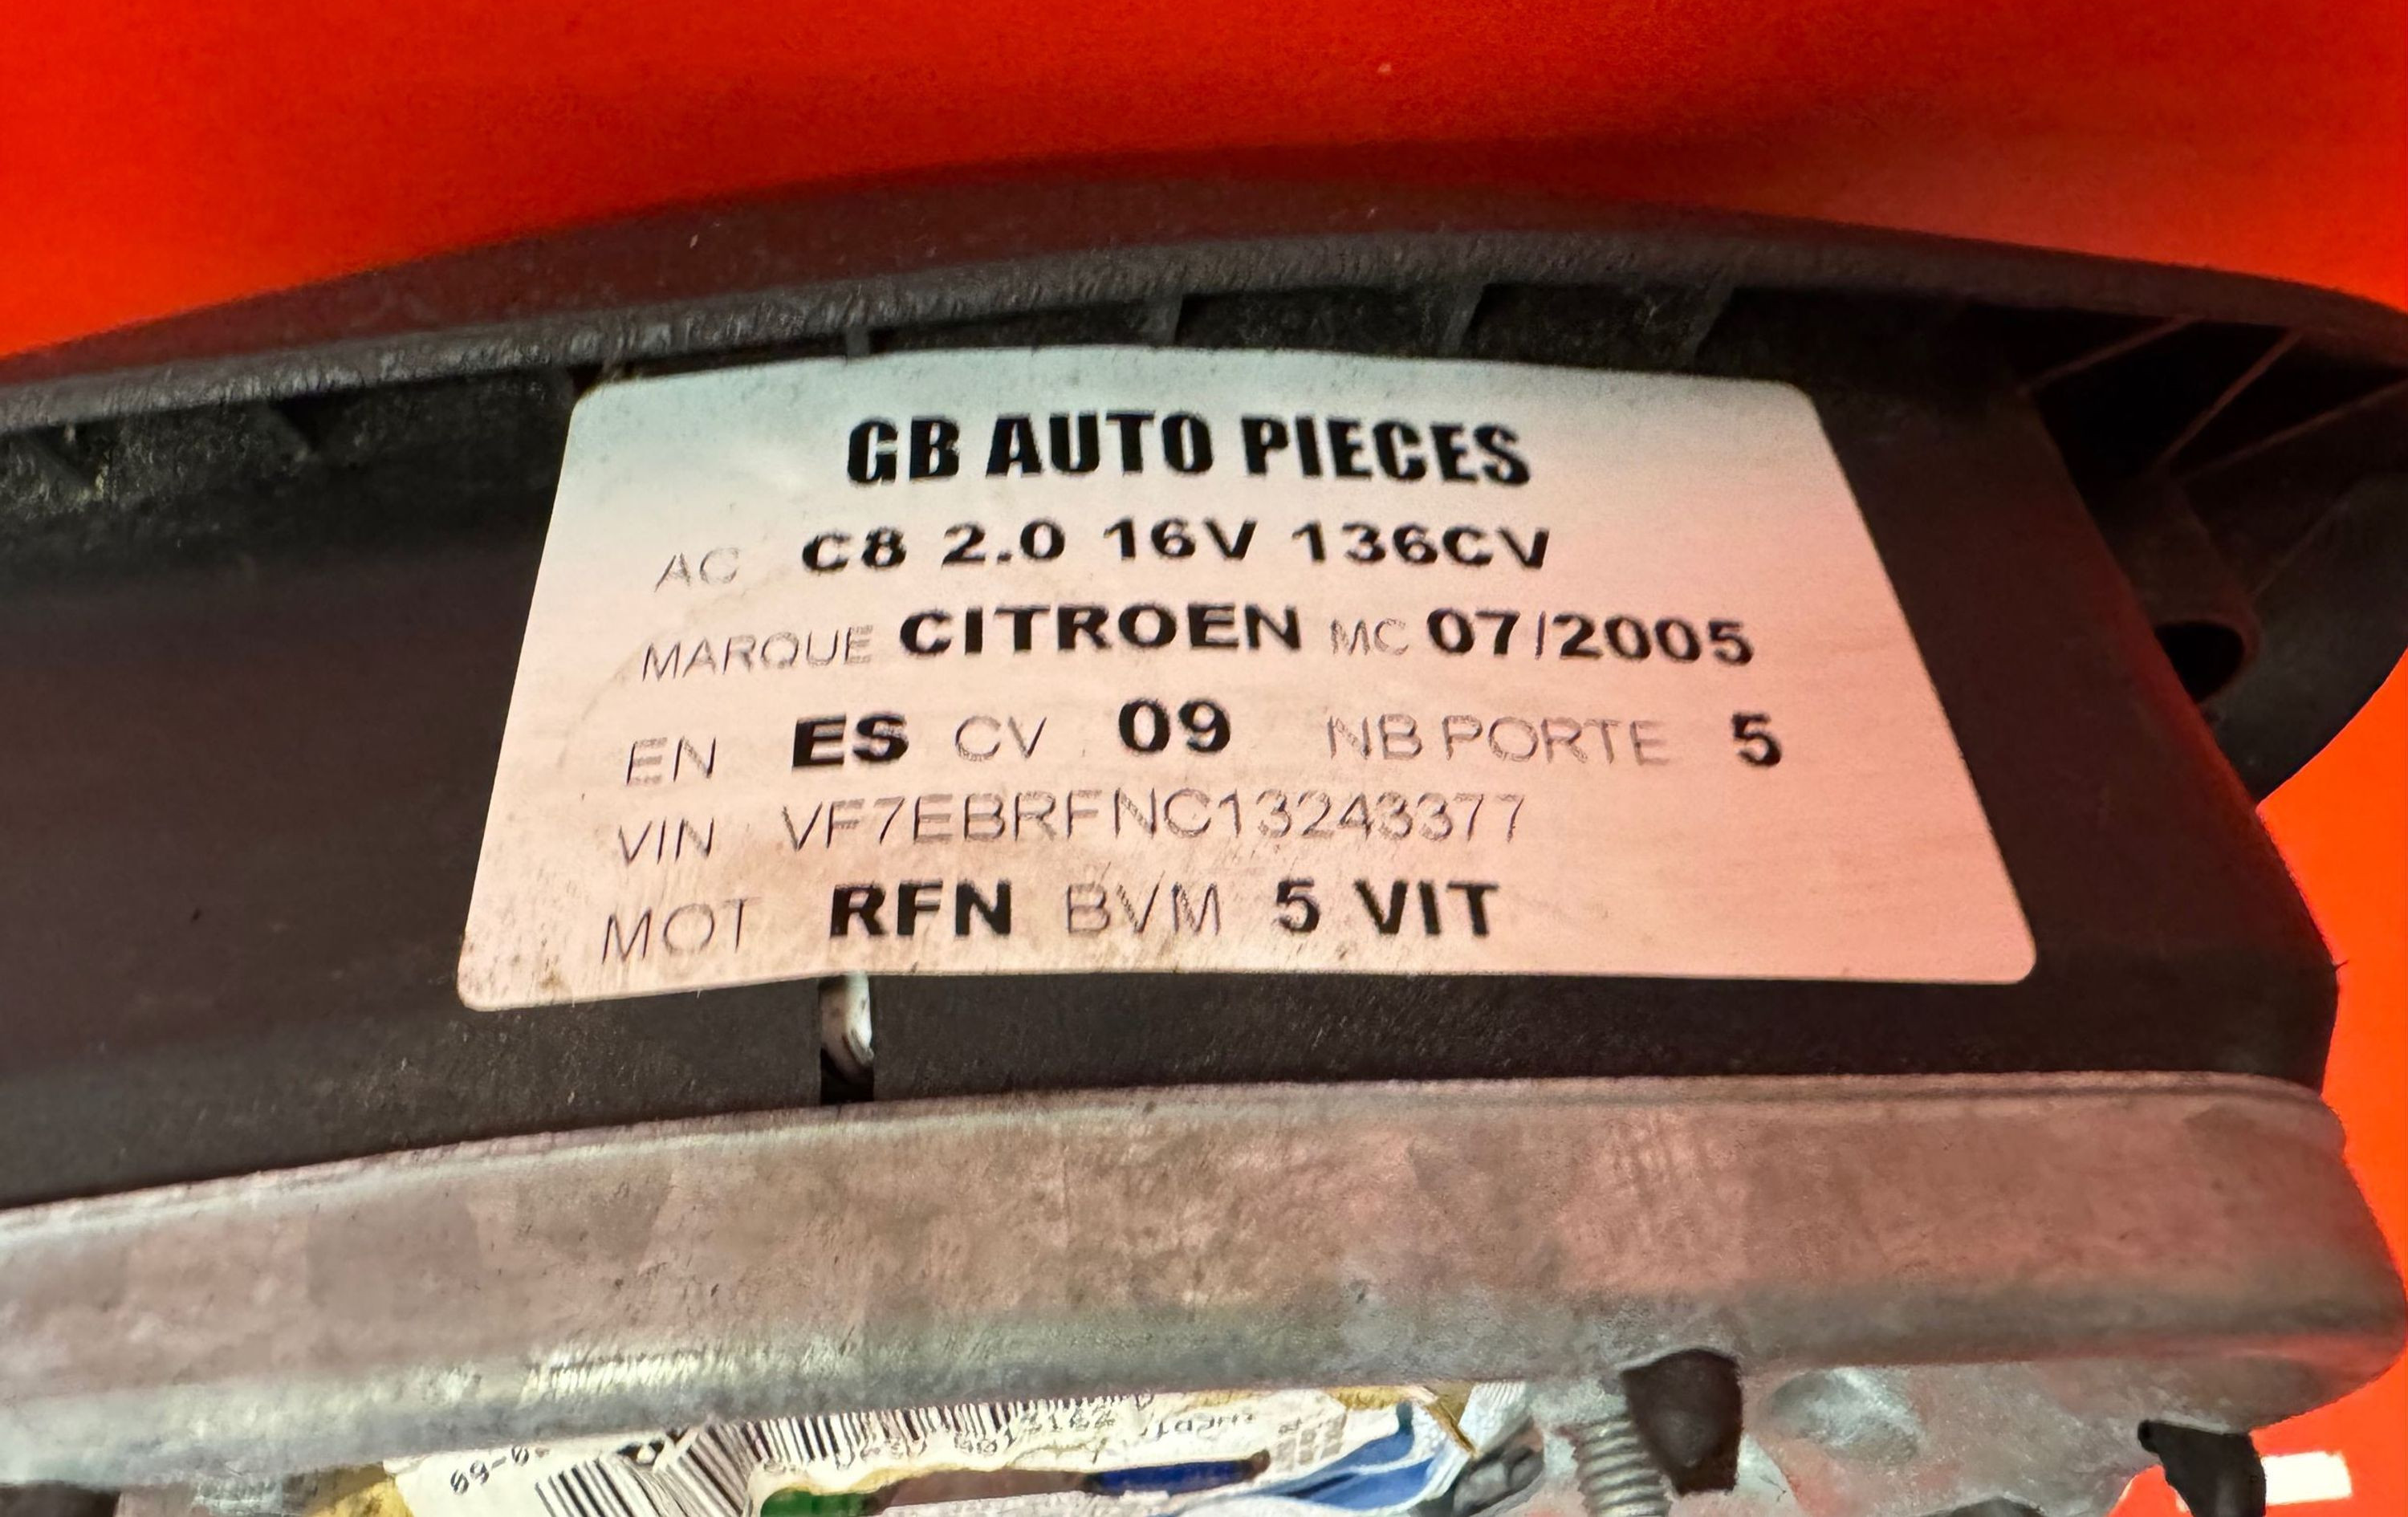 GB AUTO PIECES
AC C8 2.0 16V 136CV
MARQUE CITROEN MC 07/2005
EN ES CV 09 NB PORTE 5
VIN VF7EBRFNC13243377
MOT RFN BVM 5 VIT